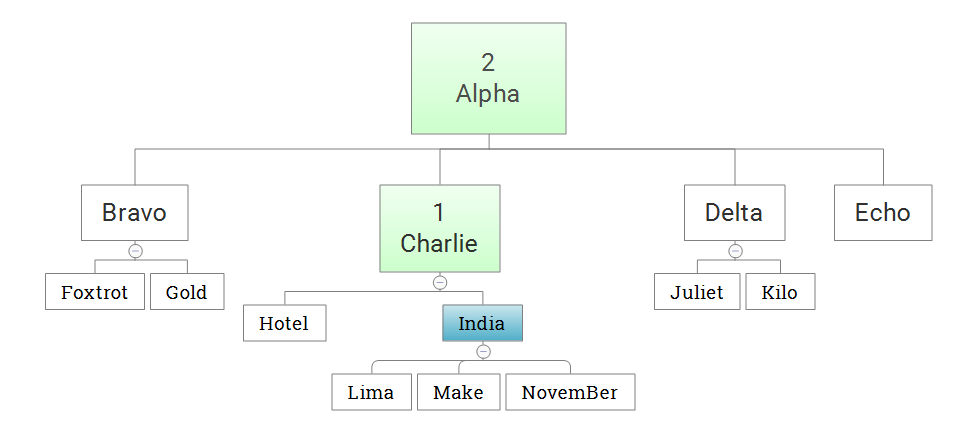 2
Alpha
Bravo
1
Charlie
Delta
Echo
Foxtrot
Gold
Hotel
India
Juliet
Kilo
Lima
Make
NovemBer